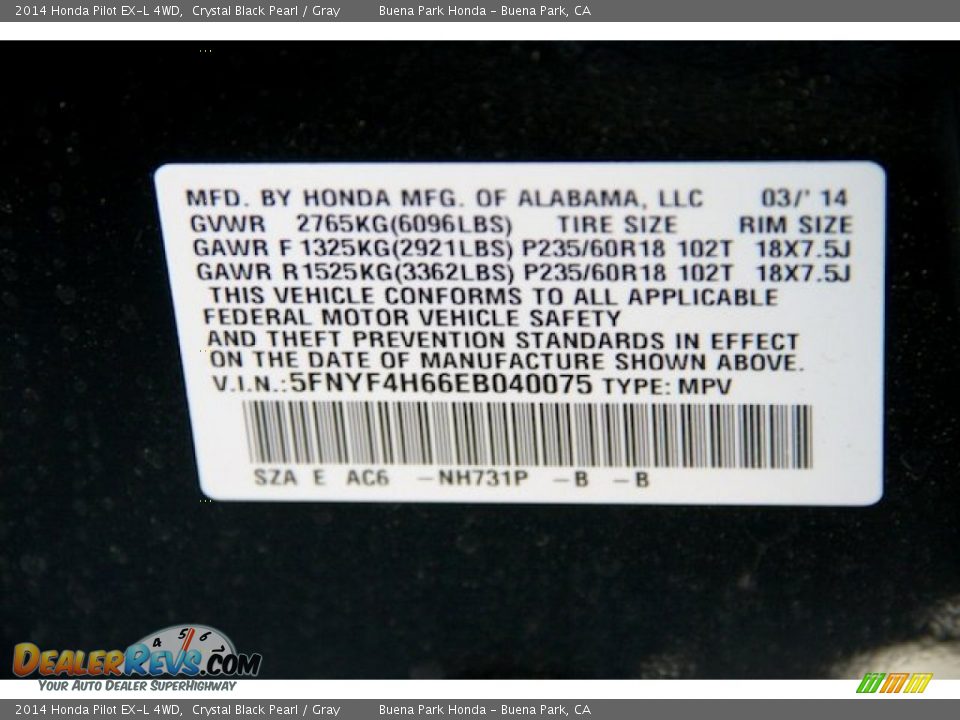 2014 Honda Pilot EX-L 4WD,  Crystal Black Pearl / Gray  Buena Park Honda - Buena Park, CA
MFD. BY HONDA MFG. OF ALABAMA, LLC  03/' 14
GVWR  2765KG(6096LBS)  TIRE SIZE  RIM SIZE
GAWR F 1325KG(2921LBS) P235/60R18 102T  18X7.5J
GAWR R1525KG(3362LBS) P235/60R18 102T  18X7.5J
THIS VEHICLE CONFORMS TO ALL APPLICABLE
FEDERAL MOTOR VEHICLE SAFETY
AND THEFT PREVENTION STANDARDS IN EFFECT
ON THE DATE OF MANUFACTURE SHOWN ABOVE.
V.I.N.:5FNYF4H66EB040075 TYPE: MPV
SZA E AC6 -NH731P -B -B
4 5 6
DEALERREVS.COM
YOUR AUTO DEALER SUPERHIGHWAY
2014 Honda Pilot EX-L 4WD,  Crystal Black Pearl / Gray  Buena Park Honda - Buena Park, CA